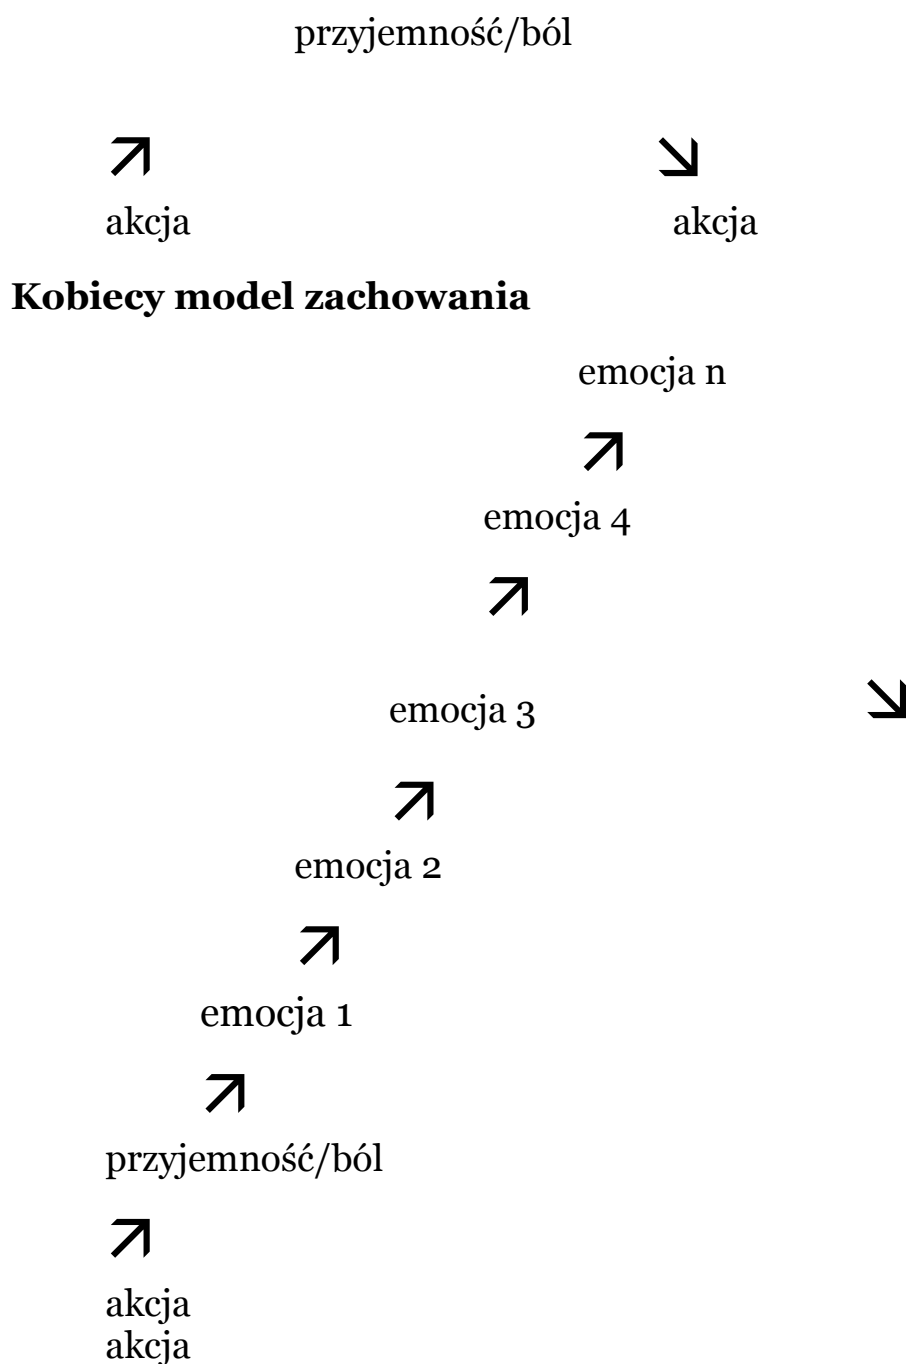 przyjemność/ból
akcja akcja
Kobiecy model zachowania
emocja n
emocja 4
emocja 3
emocja 2
emocja 1
przyjemność/ból
akcja
akcja